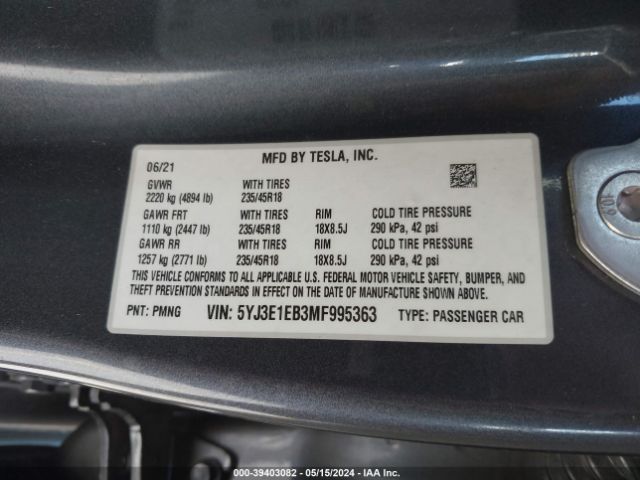 06/21 MFD BY TESLA, INC.
GVWR WITH TIRES
2220 kg (4894 lb) 235/45R18
GAWR FRT WITH TIRES RIM COLD TIRE PRESSURE
1110 kg (2447 lb) 235/45R18 18X8.5J 290 kPa, 42 psi
GAWR RR WITH TIRES RIM COLD TIRE PRESSURE
1257 kg (2771 lb) 235/45R18 18X8.5J 290 kPa, 42 psi
THIS VEHICLE CONFORMS TO ALL APPLICABLE U.S. FEDERAL MOTOR VEHICLE SAFETY, BUMPER, AND
THEFT PREVENTION STANDARDS IN EFFECT ON THE DATE OF MANUFACTURE SHOWN ABOVE.
PNT: PMNG VIN: 5YJ3E1EB3MF995363 TYPE: PASSENGER CAR
10.9
000-39403082 - 05/15/2024 - IAA Inc.